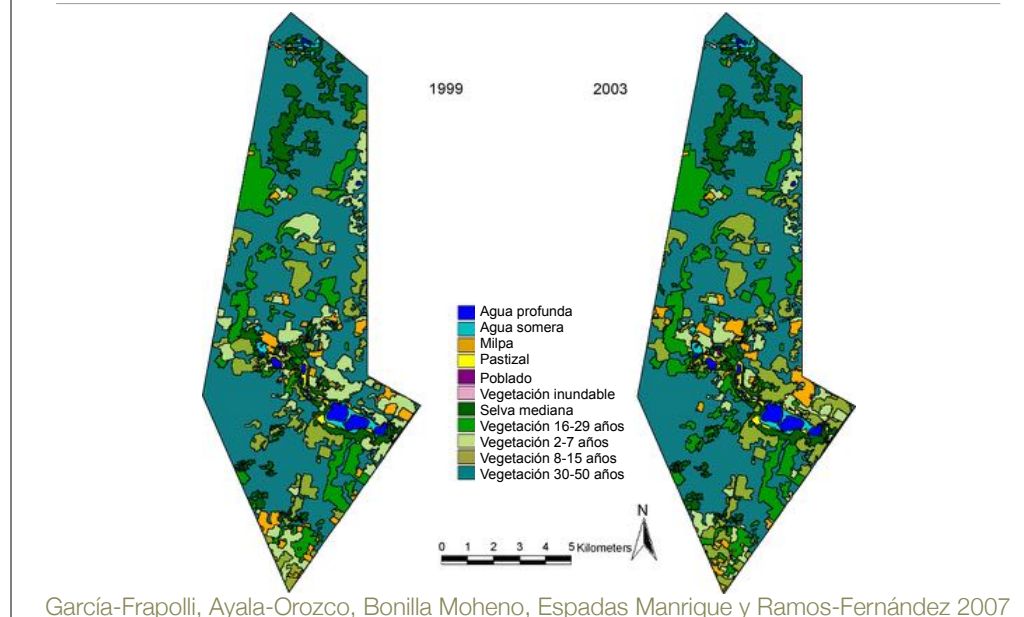 1999
2003
Agua profunda
Agua somera
Milpa
Pastizal
Poblado
Vegetación inundable
Selva mediana
Vegetación 16-29 años
Vegetación 2-7 años
Vegetación 8-15 años
Vegetación 30-50 años
N
0 1 2 3 4 5 Kilometers
García-Frapolli, Ayala-Orozco, Bonilla Moheno, Espadas Manrique y Ramos-Fernández 2007